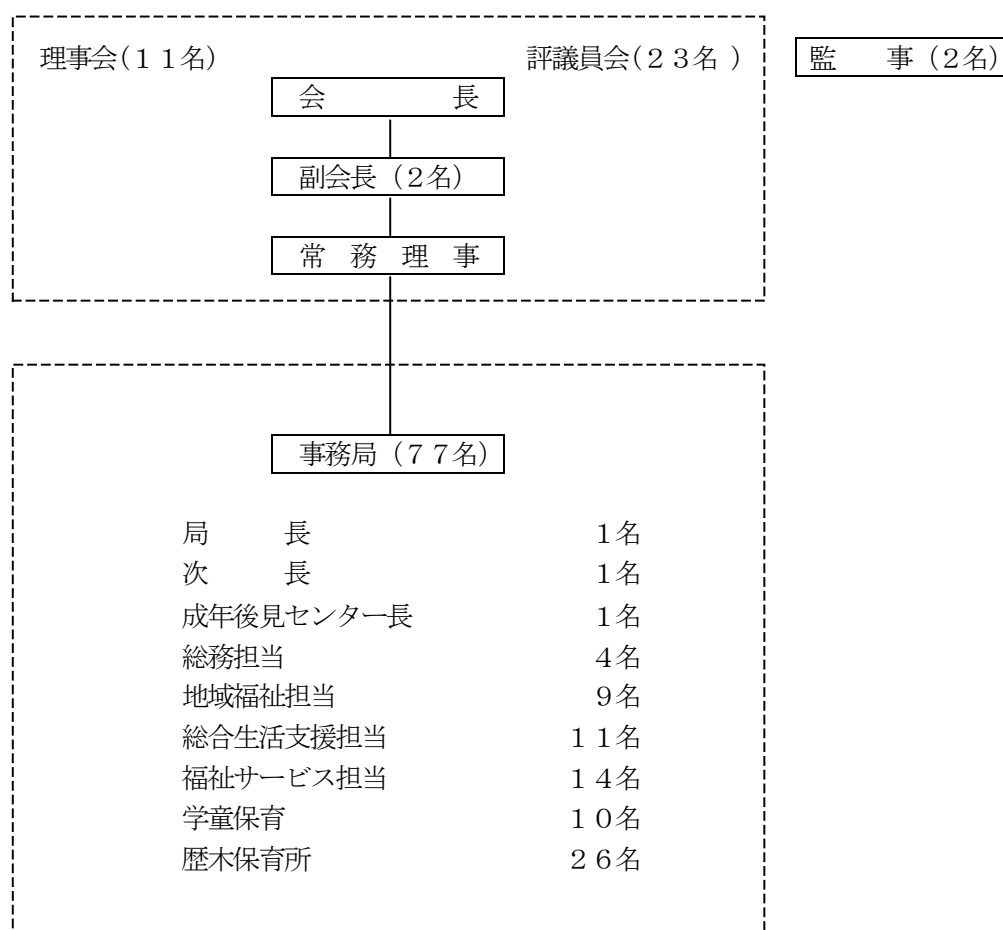 理事会(１１名) 評議員会(２３名 ) 監　　事（２名）
会　　　　　長
副会長（２名）
常　務　理　事
事務局（７７名）
局　　　長 １名
次　　　長 １名
成年後見センター長 １名
総務担当 ４名
地域福祉担当 ９名
総合生活支援担当 １１名
福祉サービス担当 １４名
学童保育 １０名
歴木保育所 ２６名